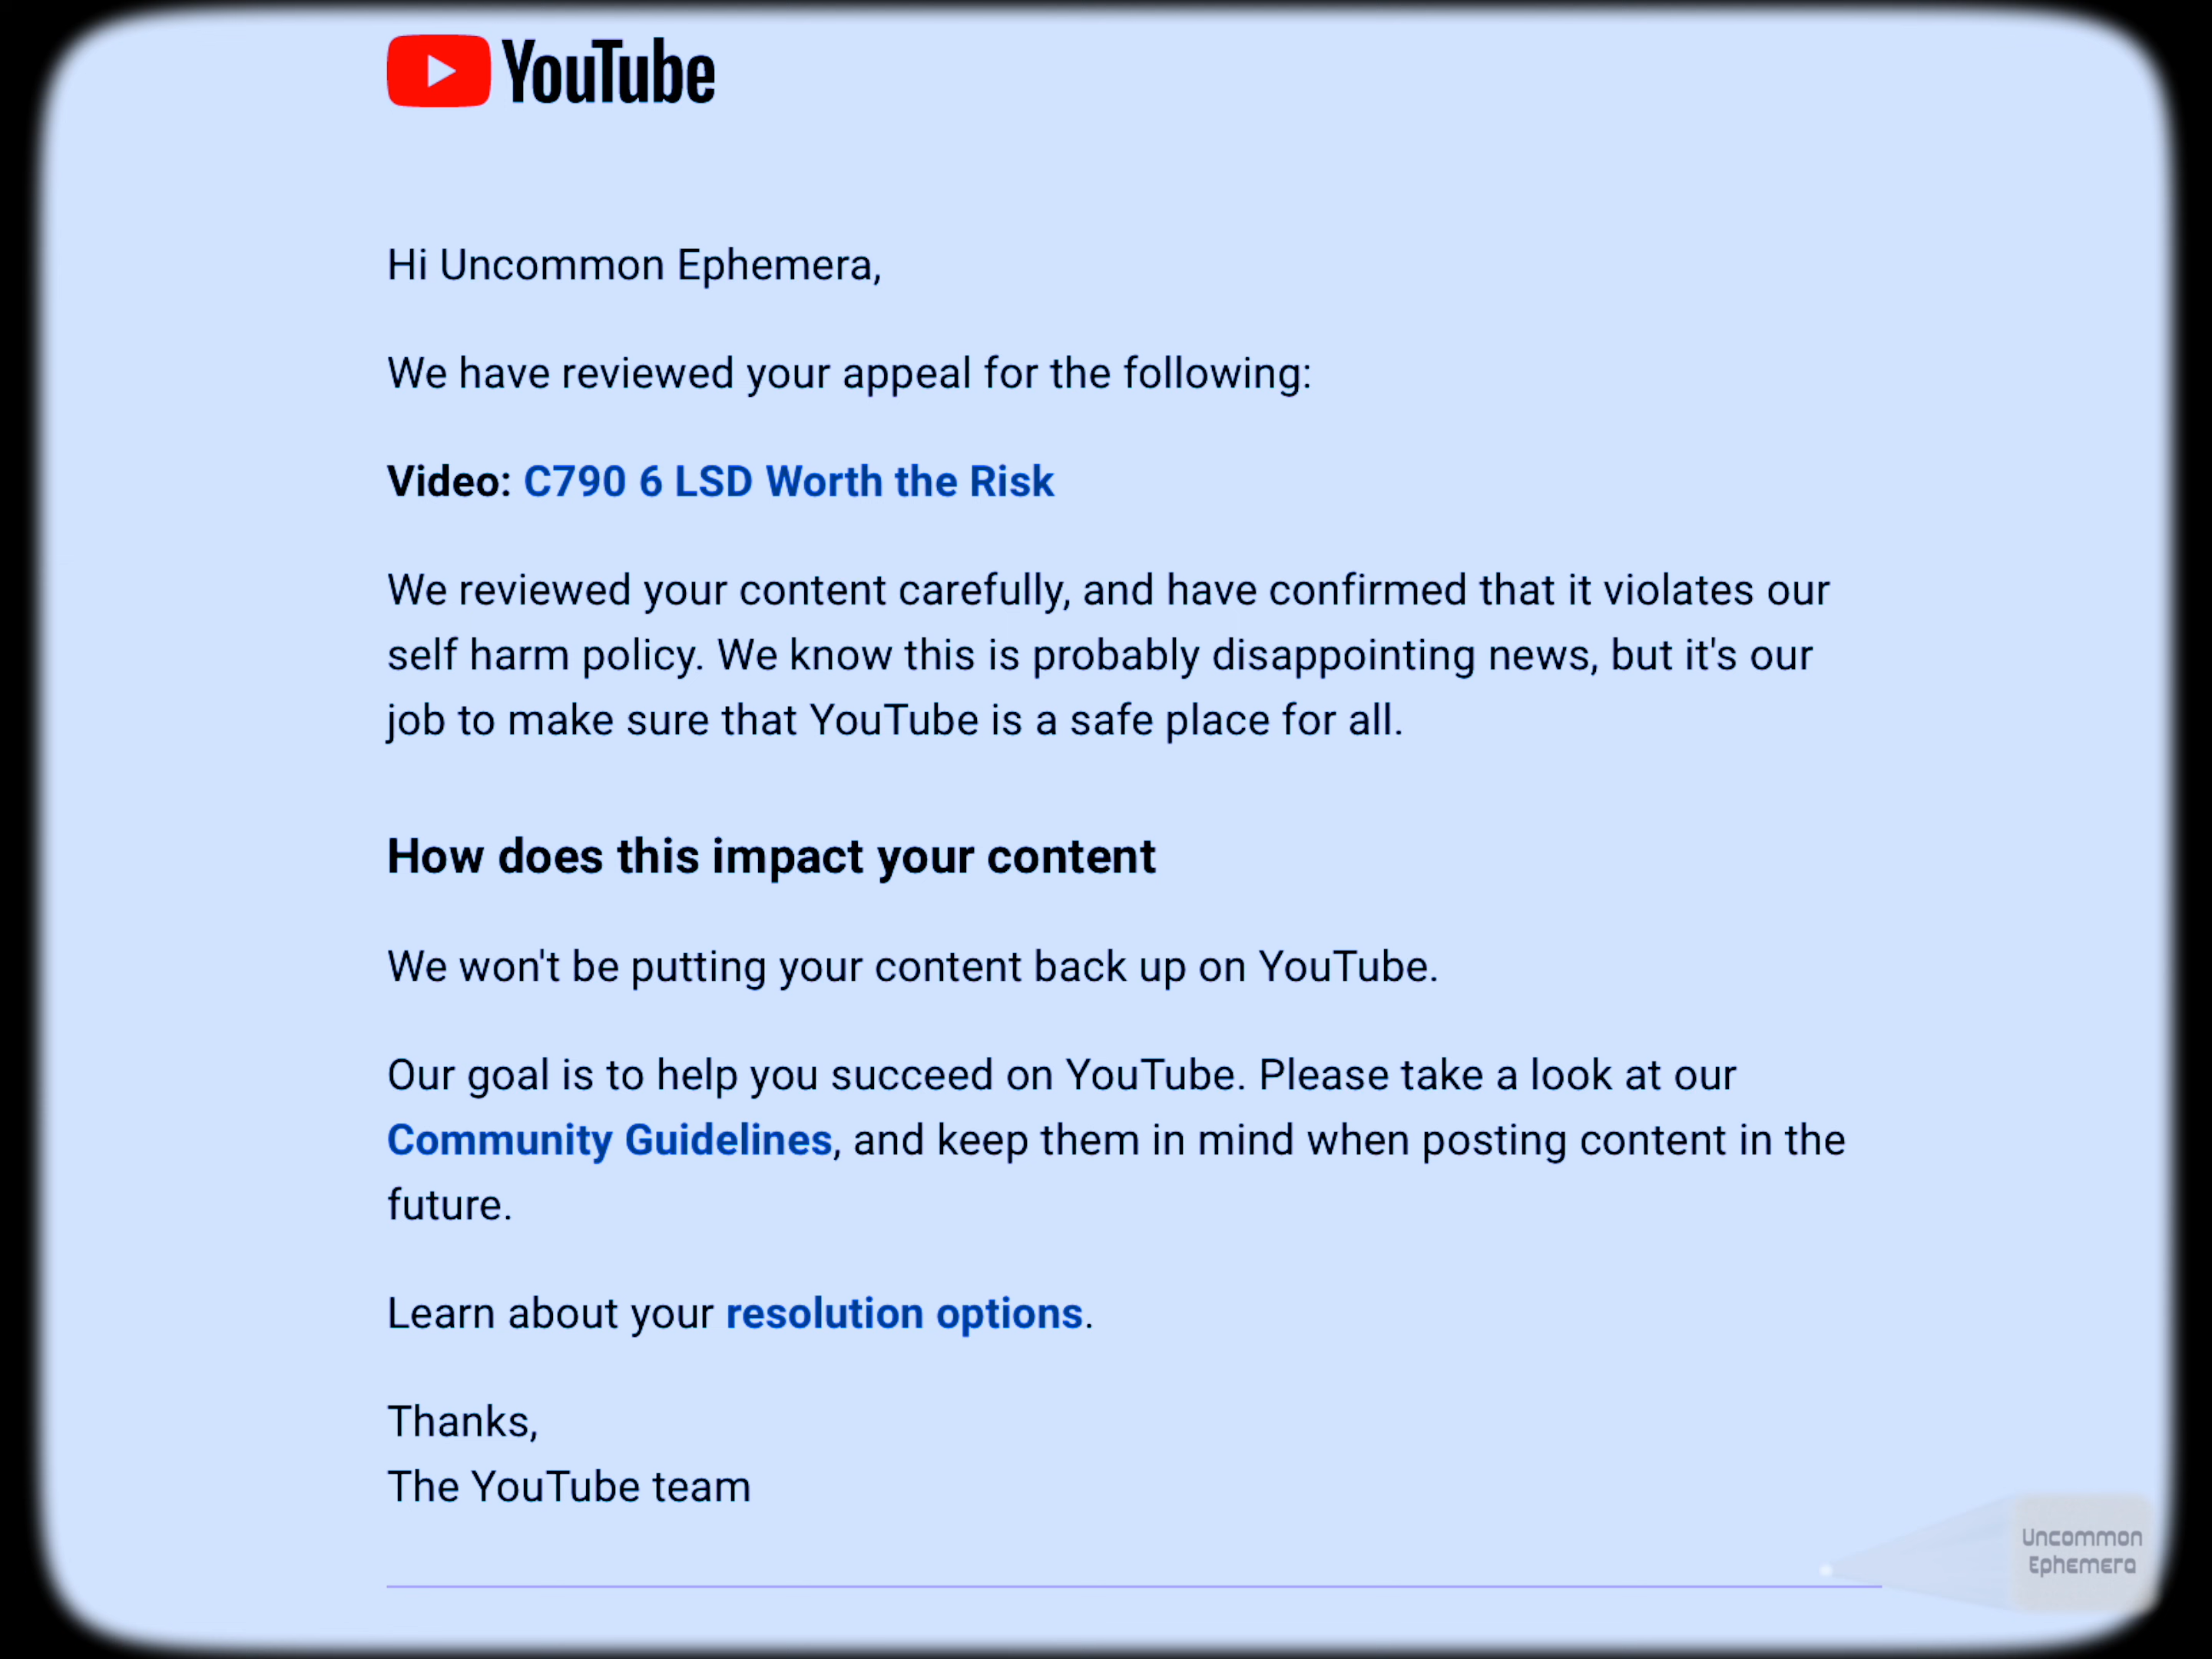 YouTube
Hi Uncommon Ephemera,
We have reviewed your appeal for the following:
Video: C790 6 LSD Worth the Risk
We reviewed your content carefully, and have confirmed that it violates our
self harm policy. We know this is probably disappointing news, but it's our
job to make sure that YouTube is a safe place for all.
How does this impact your content
We won't be putting your content back up on YouTube.
Our goal is to help you succeed on YouTube. Please take a look at our
Community Guidelines, and keep them in mind when posting content in the
future.
Learn about your resolution options.
Thanks,
The YouTube team
Uncommon
Ephemera